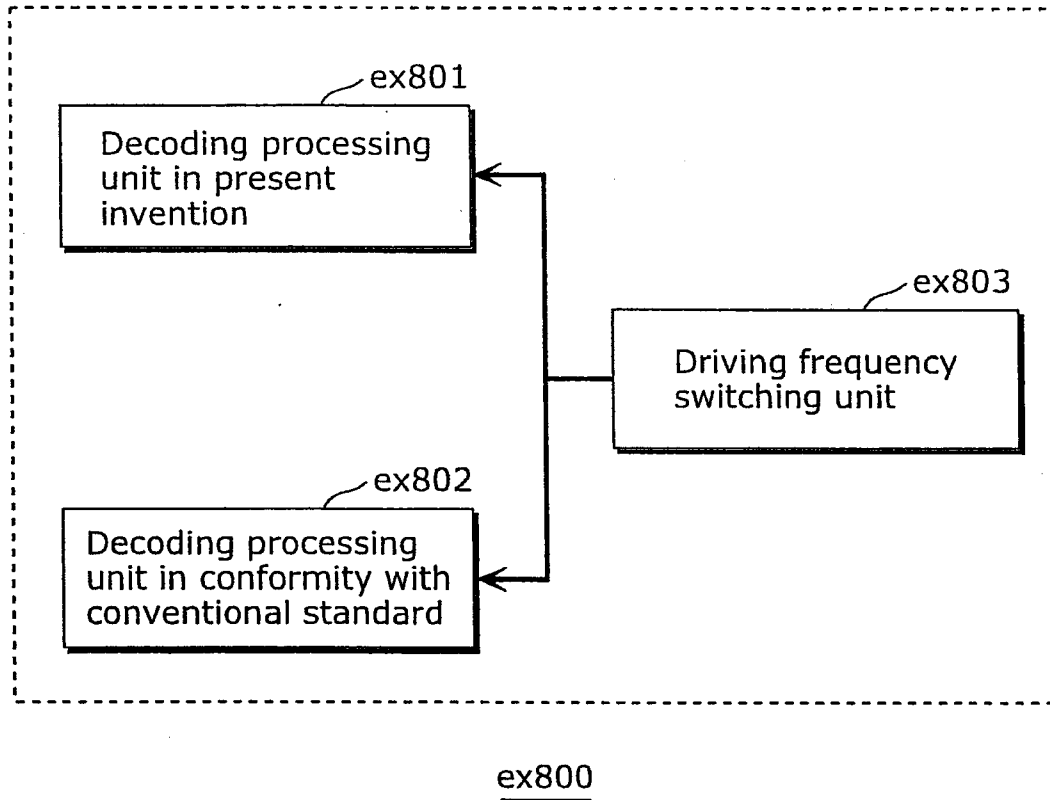 ex801
Decoding processing
unit in present
invention
ex803
Driving frequency
switching unit
ex802
Decoding processing
unit in conformity with
conventional standard
ex800